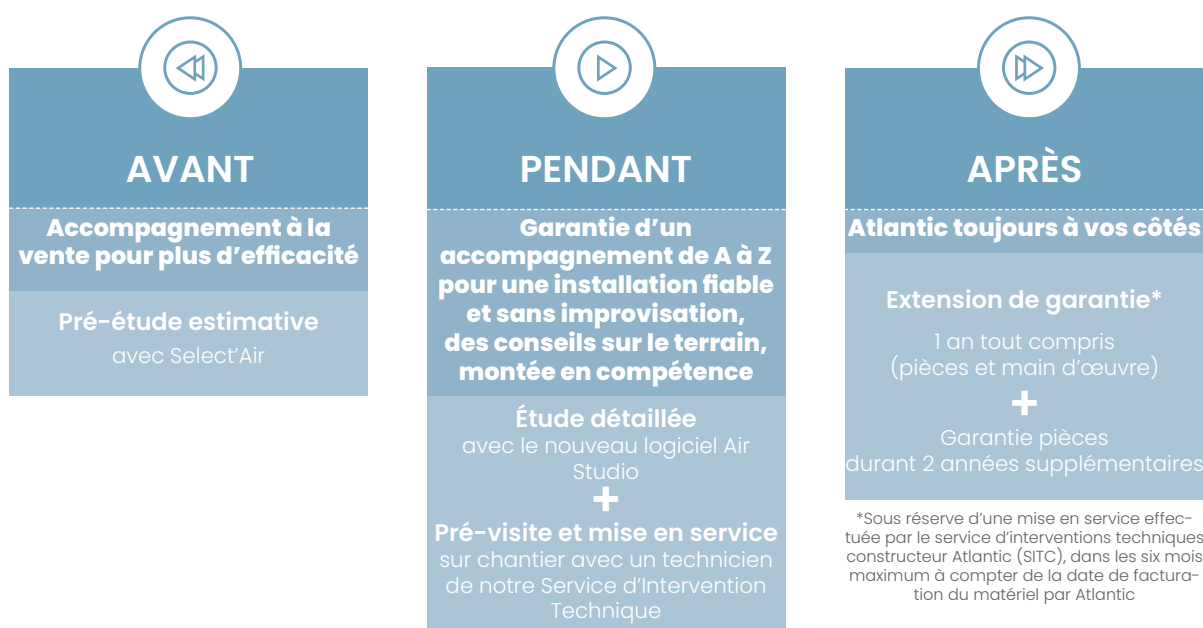 AVANT
Accompagnement à la
vente pour plus d’efficacité
Pré-étude estimative
avec Select’Air
PENDANT
Garantie d’un
accompagnement de A à Z
pour une installation fiable
et sans improvisation,
des conseils sur le terrain,
montée en compétence
Étude détaillée
avec le nouveau logiciel Air
Studio
+
Pré-visite et mise en service
sur chantier avec un technicien
de notre Service d’Intervention
Technique
APRÈS
Atlantic toujours à vos côtés
Extension de garantie*
1 an tout compris
(pièces et main d’œuvre)
+
Garantie pièces
durant 2 années supplémentaires
*Sous réserve d’une mise en service effec-
tuée par le service d’interventions techniques
constructeur Atlantic (SITC), dans les six mois
maximum à compter de la date de factura-
tion du matériel par Atlantic